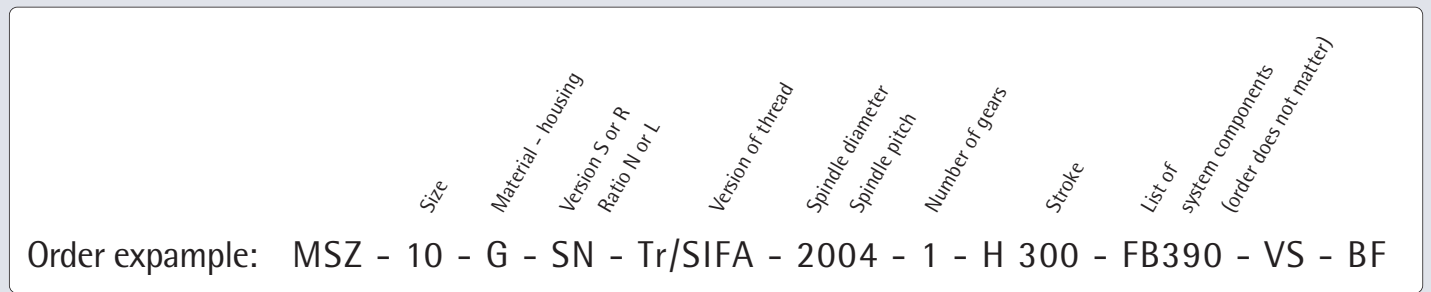 Size
Material - housing
Version S or R
Ratio N or L
Version of thread
Spindle diameter
Spindle pitch
Number of gears
Stroke
List of
system components
(order does not matter)
Order expample: MSZ - 10 - G - SN - Tr/SIFA - 2004 - 1 - H 300 - FB390 - VS - BF